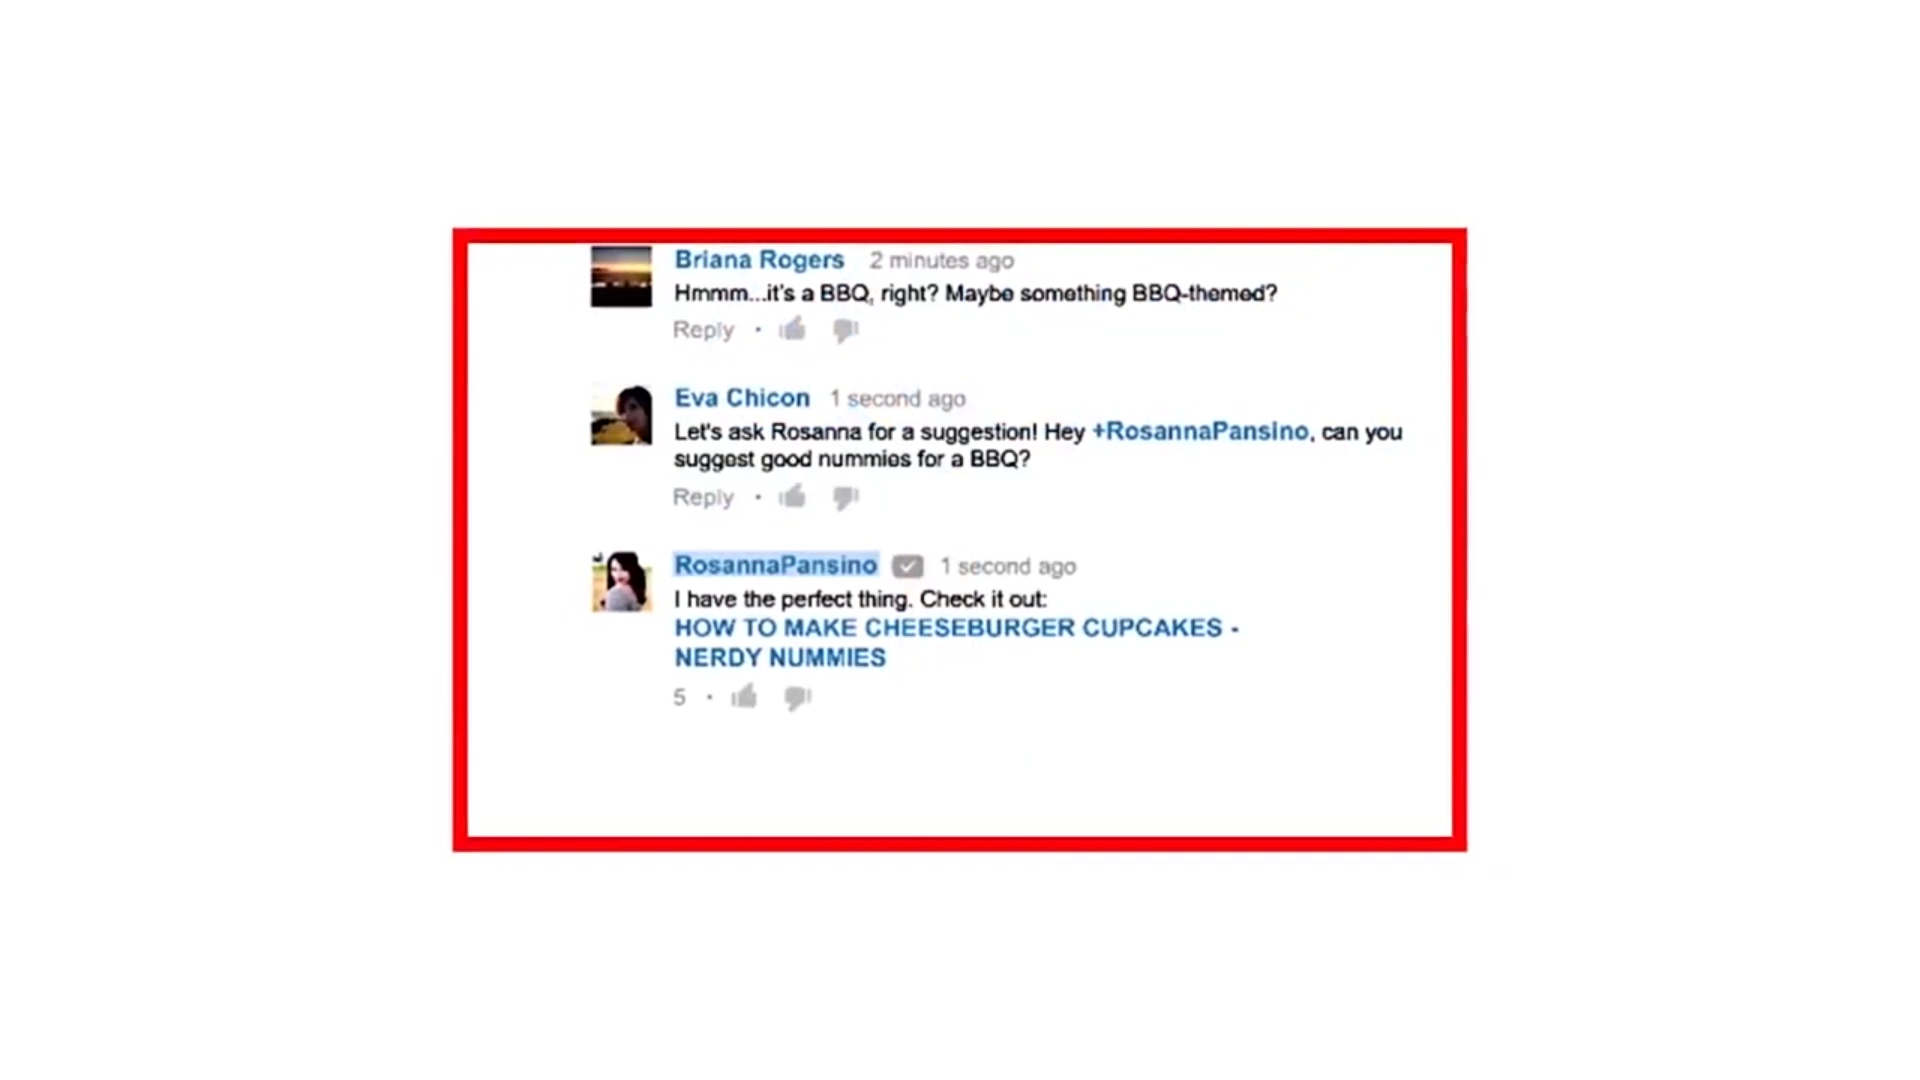 Briana Rogers 2 minutes ago
Hmmm...it's a BBQ, right? Maybe something BBQ-themed?
Reply ·
Eva Chicon 1 second ago
Let's ask Rosanna for a suggestion! Hey +RosannaPansino, can you
suggest good nummies for a BBQ?
Reply ·
RosannaPansino 1 second ago
I have the perfect thing. Check it out:
HOW TO MAKE CHEESEBURGER CUPCAKES -
NERDY NUMMIES
5 ·